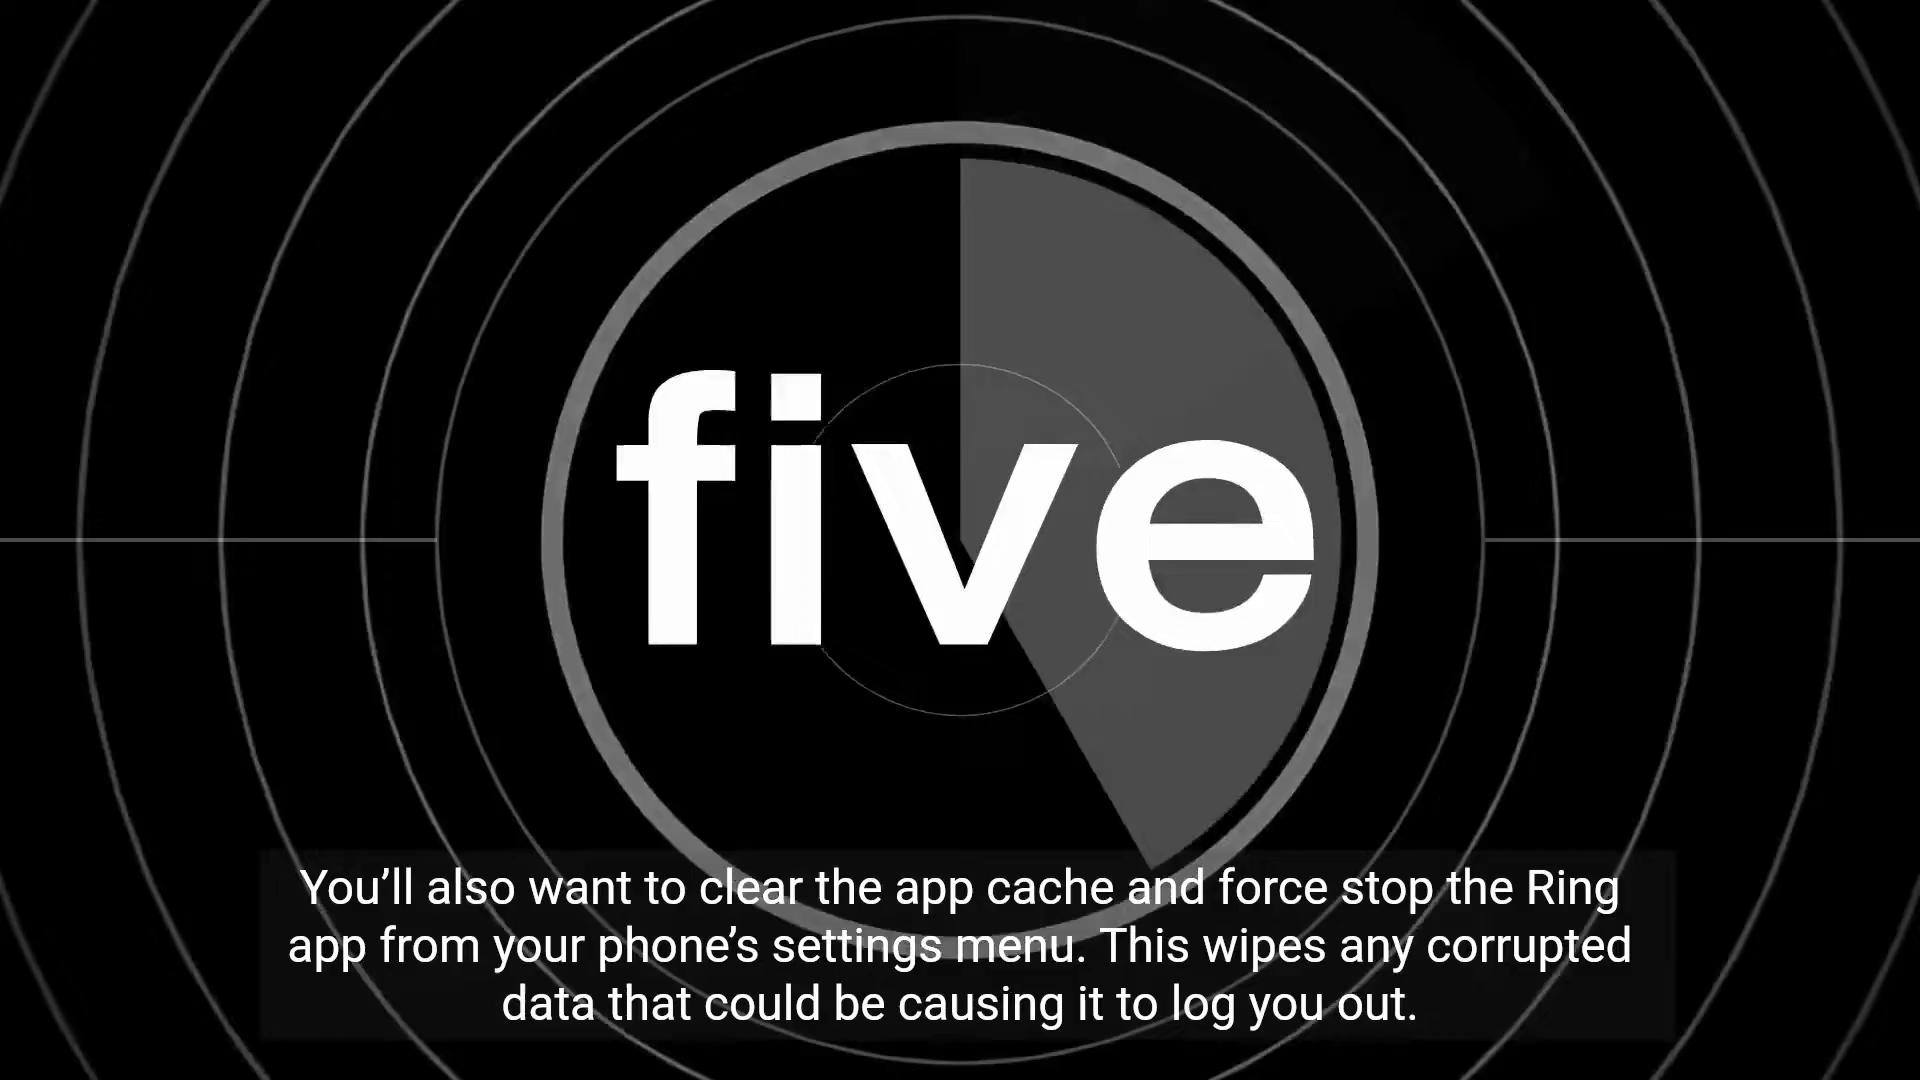 five
You’ll also want to clear the app cache and force stop the Ring
app from your phone’s settings menu. This wipes any corrupted
data that could be causing it to log you out.